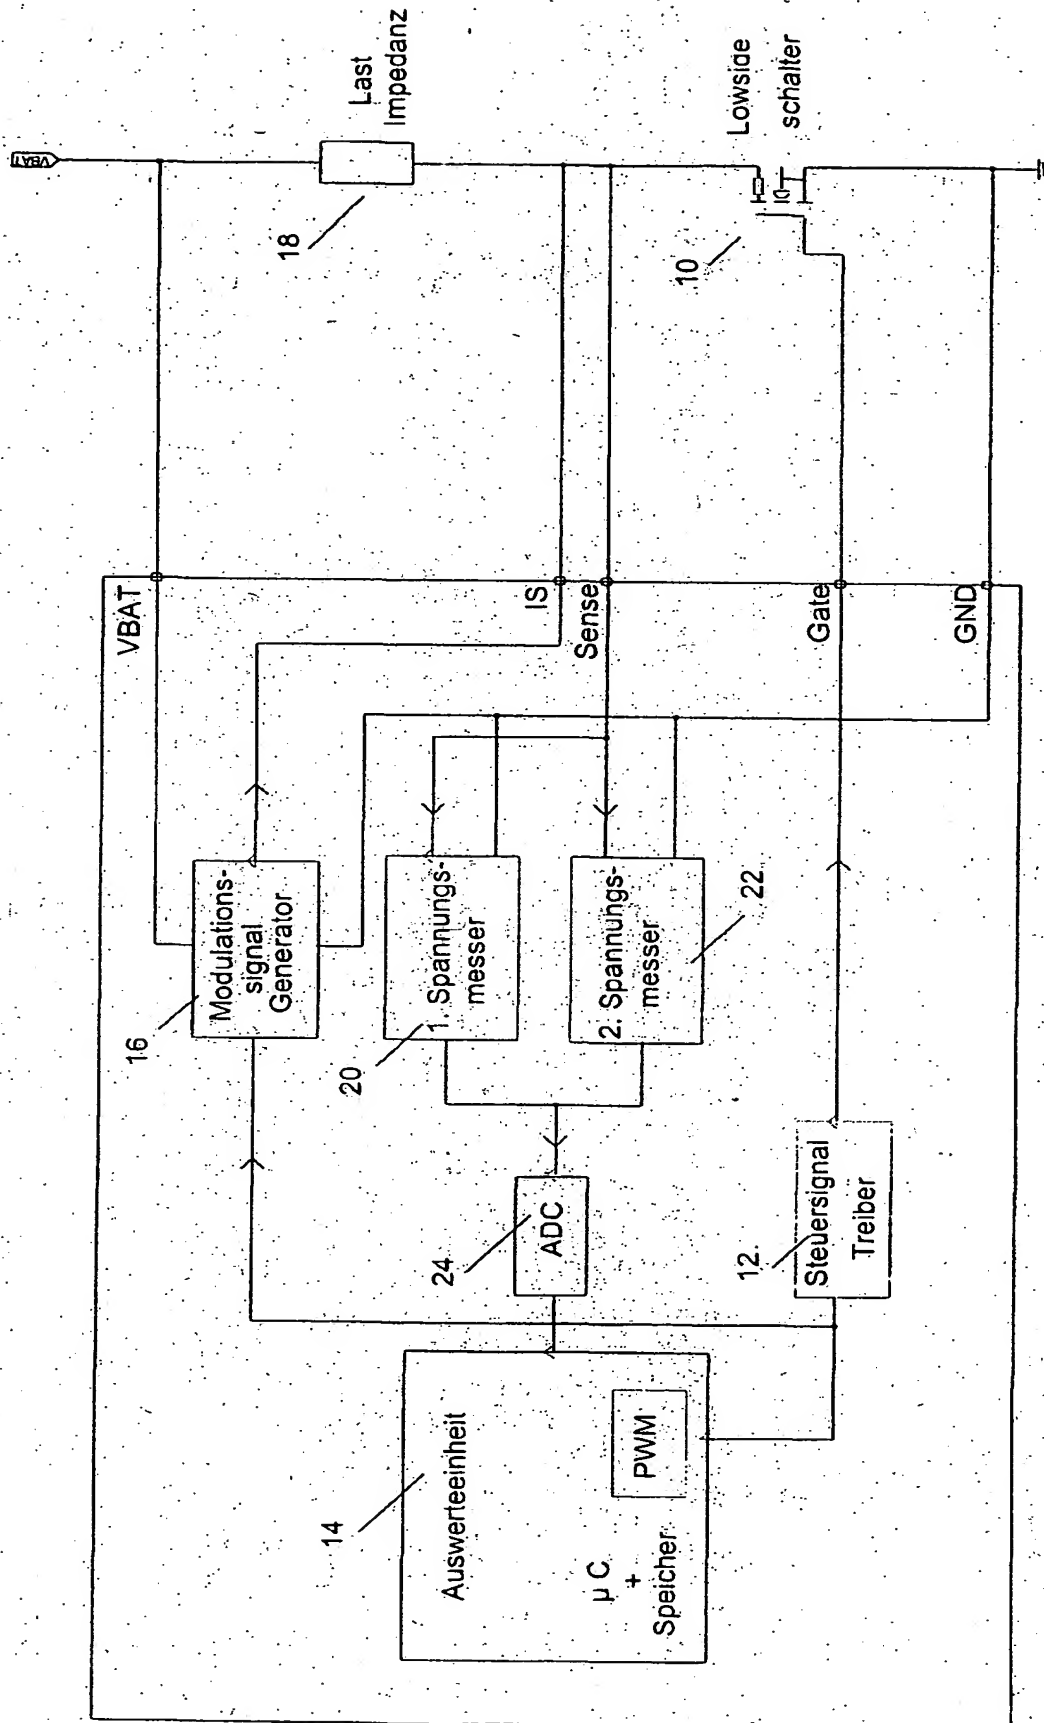 VBAT
Last
Impedanz
18
Lowside
schalter
10
VBAT
IS
Sense
Gate
GND
Modulations-
signal
Generator
16
1. Spannungs-
messer
20
2. Spannungs-
messer
22
ADC
24
Steuersignal
Treiber
12
Auswerteeinheit
14
PWM
µ C
+
Speicher